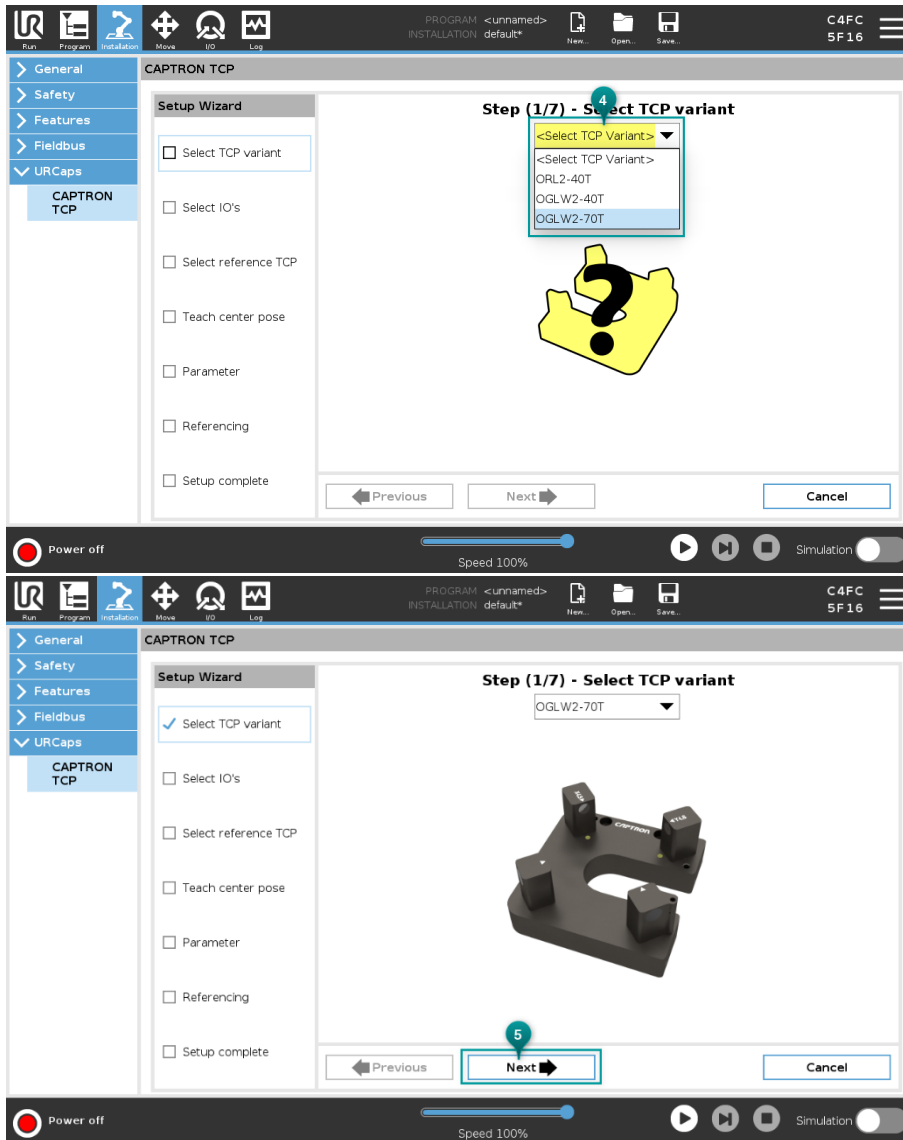 PROGRAM <unnamed>
INSTALLATION default*
New...
Open...
Save...
C4FC
5F16
Run
Program
Installation
Move
I/O
Log
General
Safety
Features
Fieldbus
URCaps
CAPTRON
TCP
CAPTRON TCP
Setup Wizard
Select TCP variant
Select IO's
Select reference TCP
Teach center pose
Parameter
Referencing
Setup complete
Step (1/7) - Select TCP variant
4
<Select TCP Variant>
<Select TCP Variant>
ORL2-40T
OGLW2-40T
OGLW2-70T
?
Previous
Next
Cancel
Power off
Speed 100%
Simulation
PROGRAM <unnamed>
INSTALLATION default*
New...
Open...
Save...
C4FC
5F16
Run
Program
Installation
Move
I/O
Log
General
Safety
Features
Fieldbus
URCaps
CAPTRON
TCP
CAPTRON TCP
Setup Wizard
Select TCP variant
Select IO's
Select reference TCP
Teach center pose
Parameter
Referencing
Setup complete
Step (1/7) - Select TCP variant
OGLW2-70T
CAPTRON
5
Previous
Next
Cancel
Power off
Speed 100%
Simulation